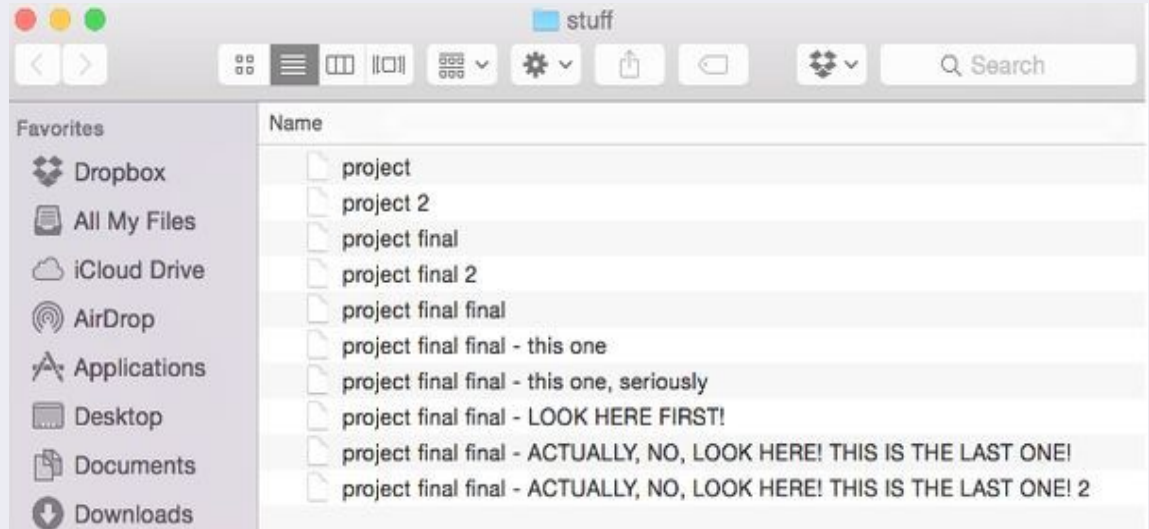 stuff
Search
Favorites
Dropbox
All My Files
iCloud Drive
AirDrop
Applications
Desktop
Documents
Downloads
Name
project
project 2
project final
project final 2
project final final
project final final - this one
project final final - this one, seriously
project final final - LOOK HERE FIRST!
project final final - ACTUALLY, NO, LOOK HERE! THIS IS THE LAST ONE!
project final final - ACTUALLY, NO, LOOK HERE! THIS IS THE LAST ONE! 2